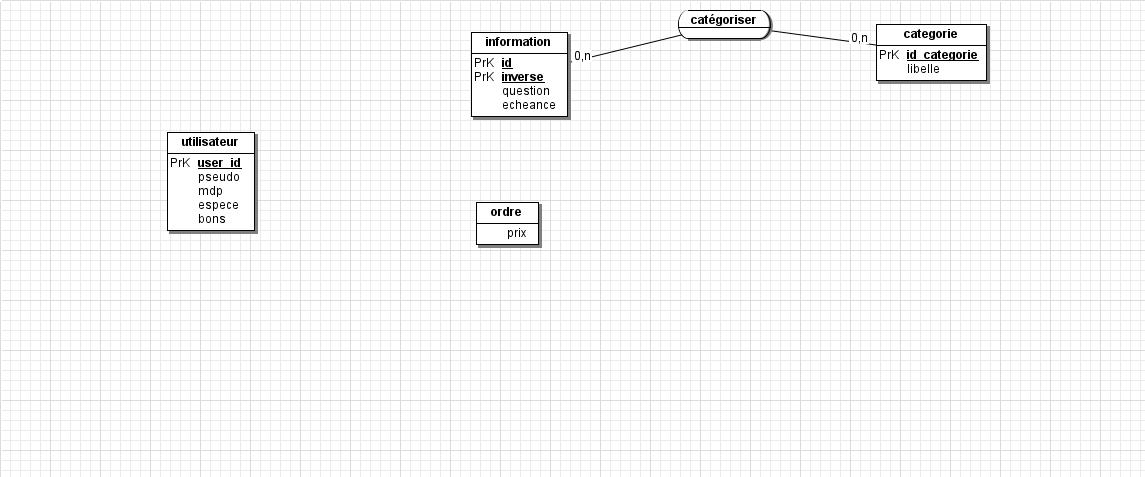 catégoriser
0,n
0,n
information
PrK id
PrK inverse
question
echeance
categorie
PrK id_categorie
libelle
utilisateur
PrK user_id
pseudo
mdp
espece
bons
ordre
prix